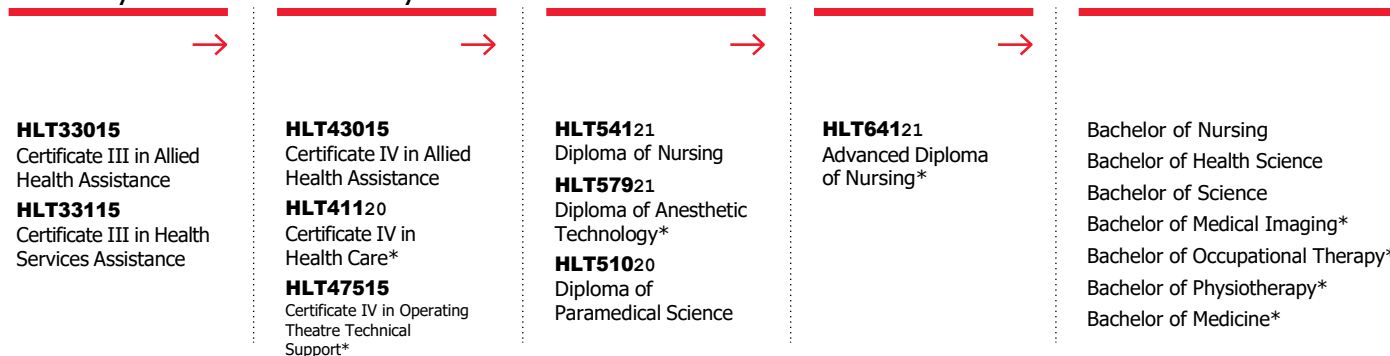 HLT33015
Certificate III in Allied
Health Assistance
HLT33115
Certificate III in Health
Services Assistance
HLT43015
Certificate IV in Allied
Health Assistance
HLT41120
Certificate IV in
Health Care*
HLT47515
Certificate IV in Operating
Theatre Technical
Support*
HLT54121
Diploma of Nursing
HLT57921
Diploma of Anesthetic
Technology*
HLT51020
Diploma of
Paramedical Science
HLT64121
Advanced Diploma
of Nursing*
Bachelor of Nursing
Bachelor of Health Science
Bachelor of Science
Bachelor of Medical Imaging*
Bachelor of Occupational Therapy*
Bachelor of Physiotherapy*
Bachelor of Medicine*